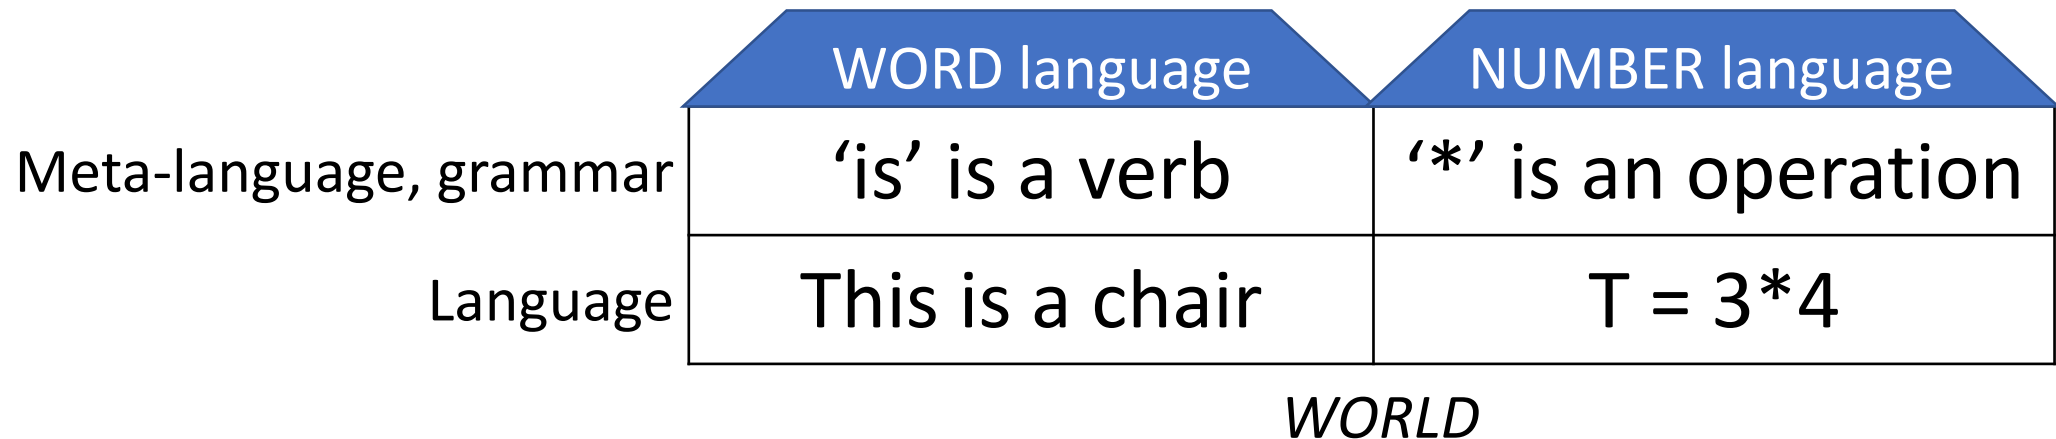 WORD language NUMBER language
Meta-language, grammar ‘is’ is a verb ‘*’ is an operation
Language This is a chair T = 3*4
WORLD